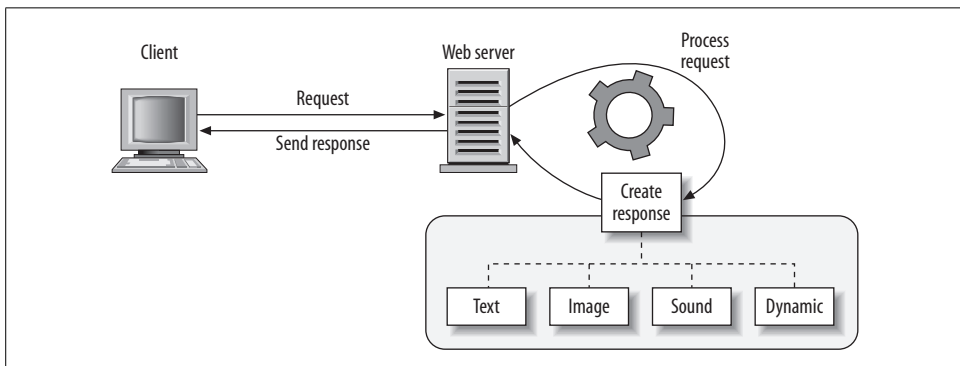 Client
Web server
Process
request
Request
Send response
Create
response
Text
Image
Sound
Dynamic